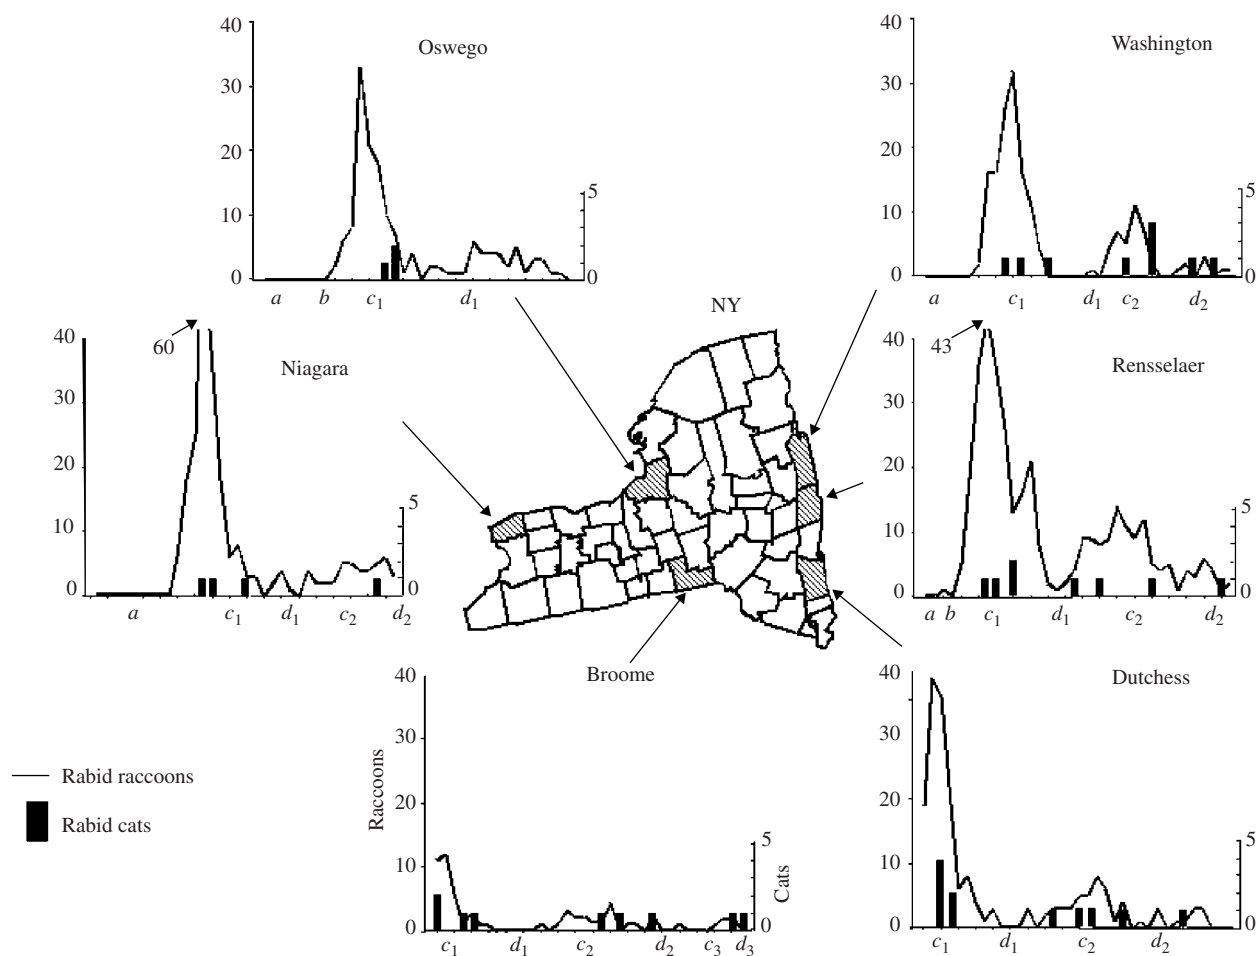 Oswego
40
30
20
10
0
5
0
a b c1 d1
Washington
40
30
20
10
0
5
0
a c1 d1 c2 d2
NY
Niagara
60
40
30
20
10
0
5
0
a c1 d1 c2 d2
Rensselaer
43
40
30
20
10
0
5
0
a b c1 d1 c2 d2
Broome
Raccoons
40
30
20
10
0
5
0
Cats
c1 d1 c2 d2 c3 d3
Dutchess
40
30
20
10
0
5
0
c1 d1 c2 d2
Rabid raccoons
Rabid cats